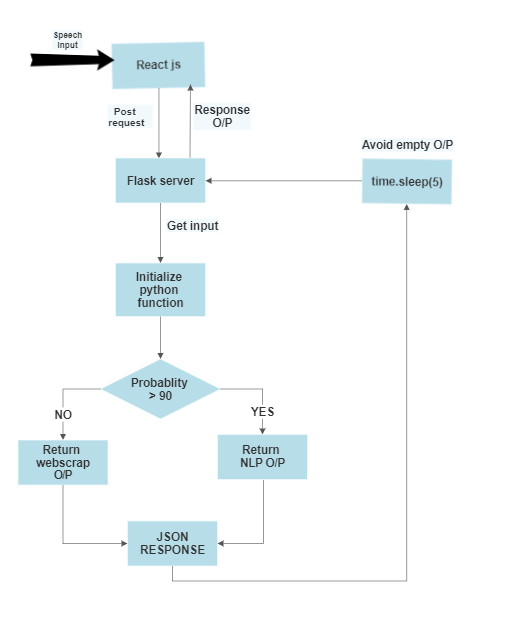 Speech
Input
React js
Post
request
Response
O/P
Avoid empty O/P
Flask server
time.sleep(5)
Get input
Initialize
python
function
Probablity
> 90
NO
YES
Return
webscrap
O/P
Return
NLP O/P
JSON
RESPONSE